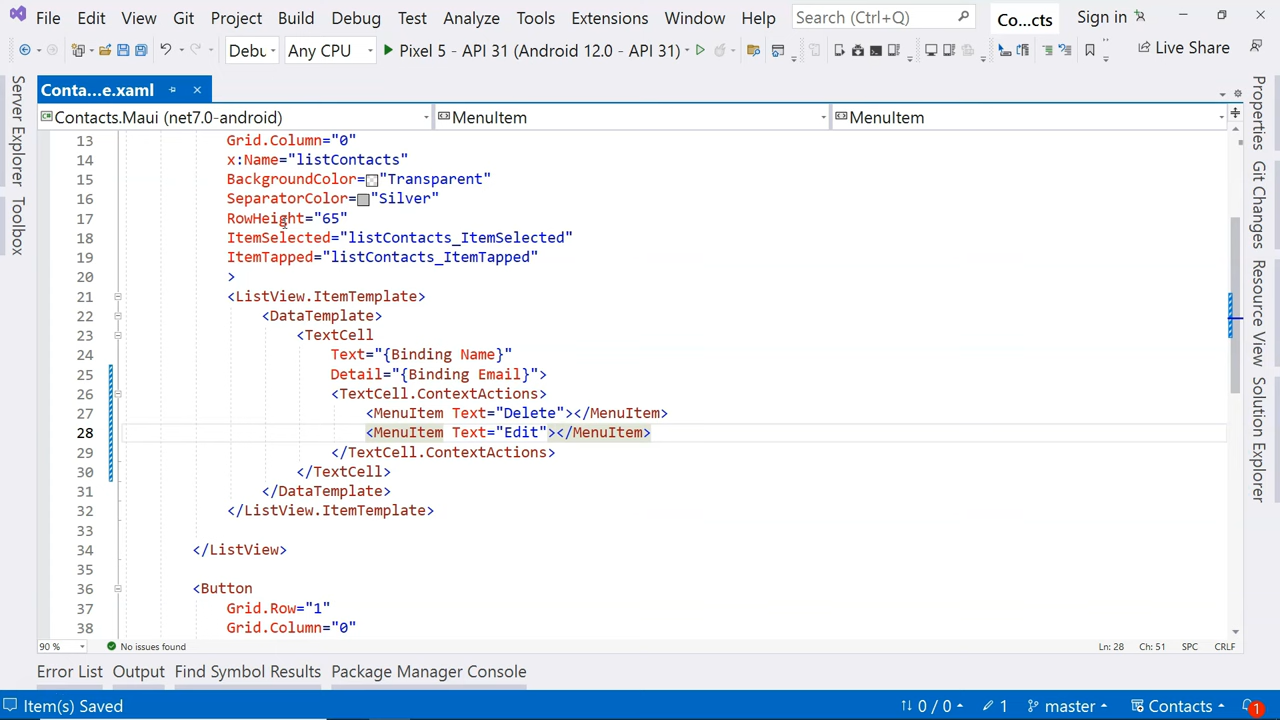 File Edit View Git Project Build Debug Test Analyze Tools Extensions Window Help Search (Ctrl+Q) Co...cts Sign in
Debu Any CPU Pixel 5 - API 31 (Android 12.0 - API 31) Live Share
Conta...e.xaml
Contacts.Maui (net7.0-android) MenuItem MenuItem
Server Explorer
Toolbox
13 Grid.Column="0"
14 x:Name="listContacts"
15 BackgroundColor="Transparent"
16 SeparatorColor="Silver"
17 RowHeight="65"
18 ItemSelected="listContacts_ItemSelected"
19 ItemTapped="listContacts_ItemTapped"
20 >
21 <ListView.ItemTemplate>
22 <DataTemplate>
23 <TextCell
24 Text="{Binding Name}"
25 Detail="{Binding Email}">
26 <TextCell.ContextActions>
27 <MenuItem Text="Delete"></MenuItem>
28 <MenuItem Text="Edit"></MenuItem>
29 </TextCell.ContextActions>
30 </TextCell>
31 </DataTemplate>
32 </ListView.ItemTemplate>
33
34 </ListView>
35
36 <Button
37 Grid.Row="1"
38 Grid.Column="0"
Properties
Git Changes
Resource View
Solution Explorer
90 % No issues found Ln: 28 Ch: 51 SPC CRLF
Error List Output Find Symbol Results Package Manager Console
Item(s) Saved 0 / 0 1 master Contacts 1